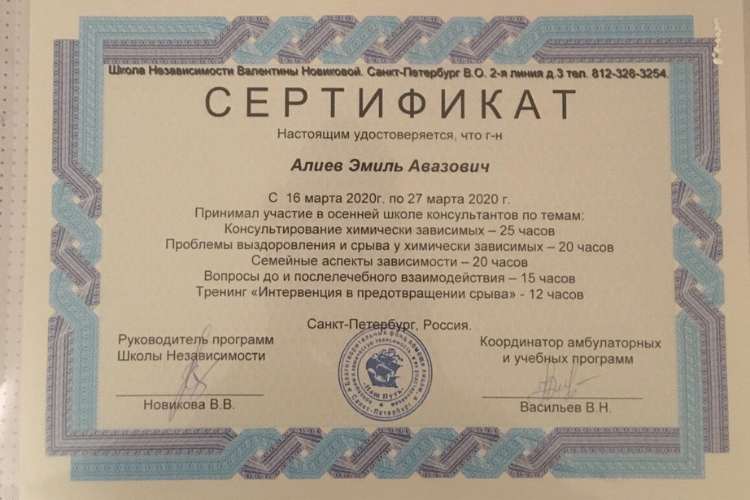 Школа Независимости Валентины Новиковой. Санкт-Петербург В.О. 2-я линия д.3 тел. 812-328-3254.
СЕРТИФИКАТ
Настоящим удостоверяется, что г-н
Алиев Эмиль Авазович
С 16 марта 2020г. по 27 марта 2020 г.
Принимал участие в осенней школе консультантов по темам:
Консультирование химически зависимых – 25 часов
Проблемы выздоровления и срыва у химически зависимых – 20 часов
Семейные аспекты зависимости – 20 часов
Вопросы до и послелечебного взаимодействия – 15 часов
Тренинг «Интервенция в предотвращении срыва» - 12 часов
Санкт-Петербург, Россия.
Руководитель программ
Школы Независимости
Новикова В.В.
Координатор амбулаторных
и учебных программ
Васильев В.Н.
Благотворительный фонд помощи
«Наш Путь»
Санкт-Петербург